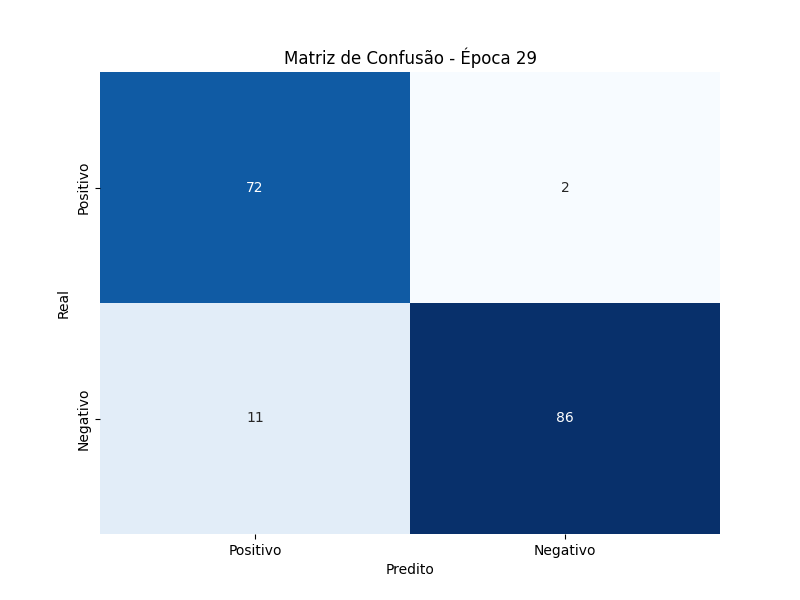 Matriz de Confusão - Época 29
Real
Positivo
72
2
Negativo
11
86
Positivo
Negativo
Predito